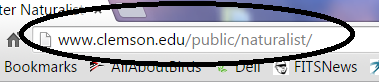 ter Naturalist
www.clemson.edu/public/naturalist/
Bookmarks AllAboutBirds Dell FITSNews